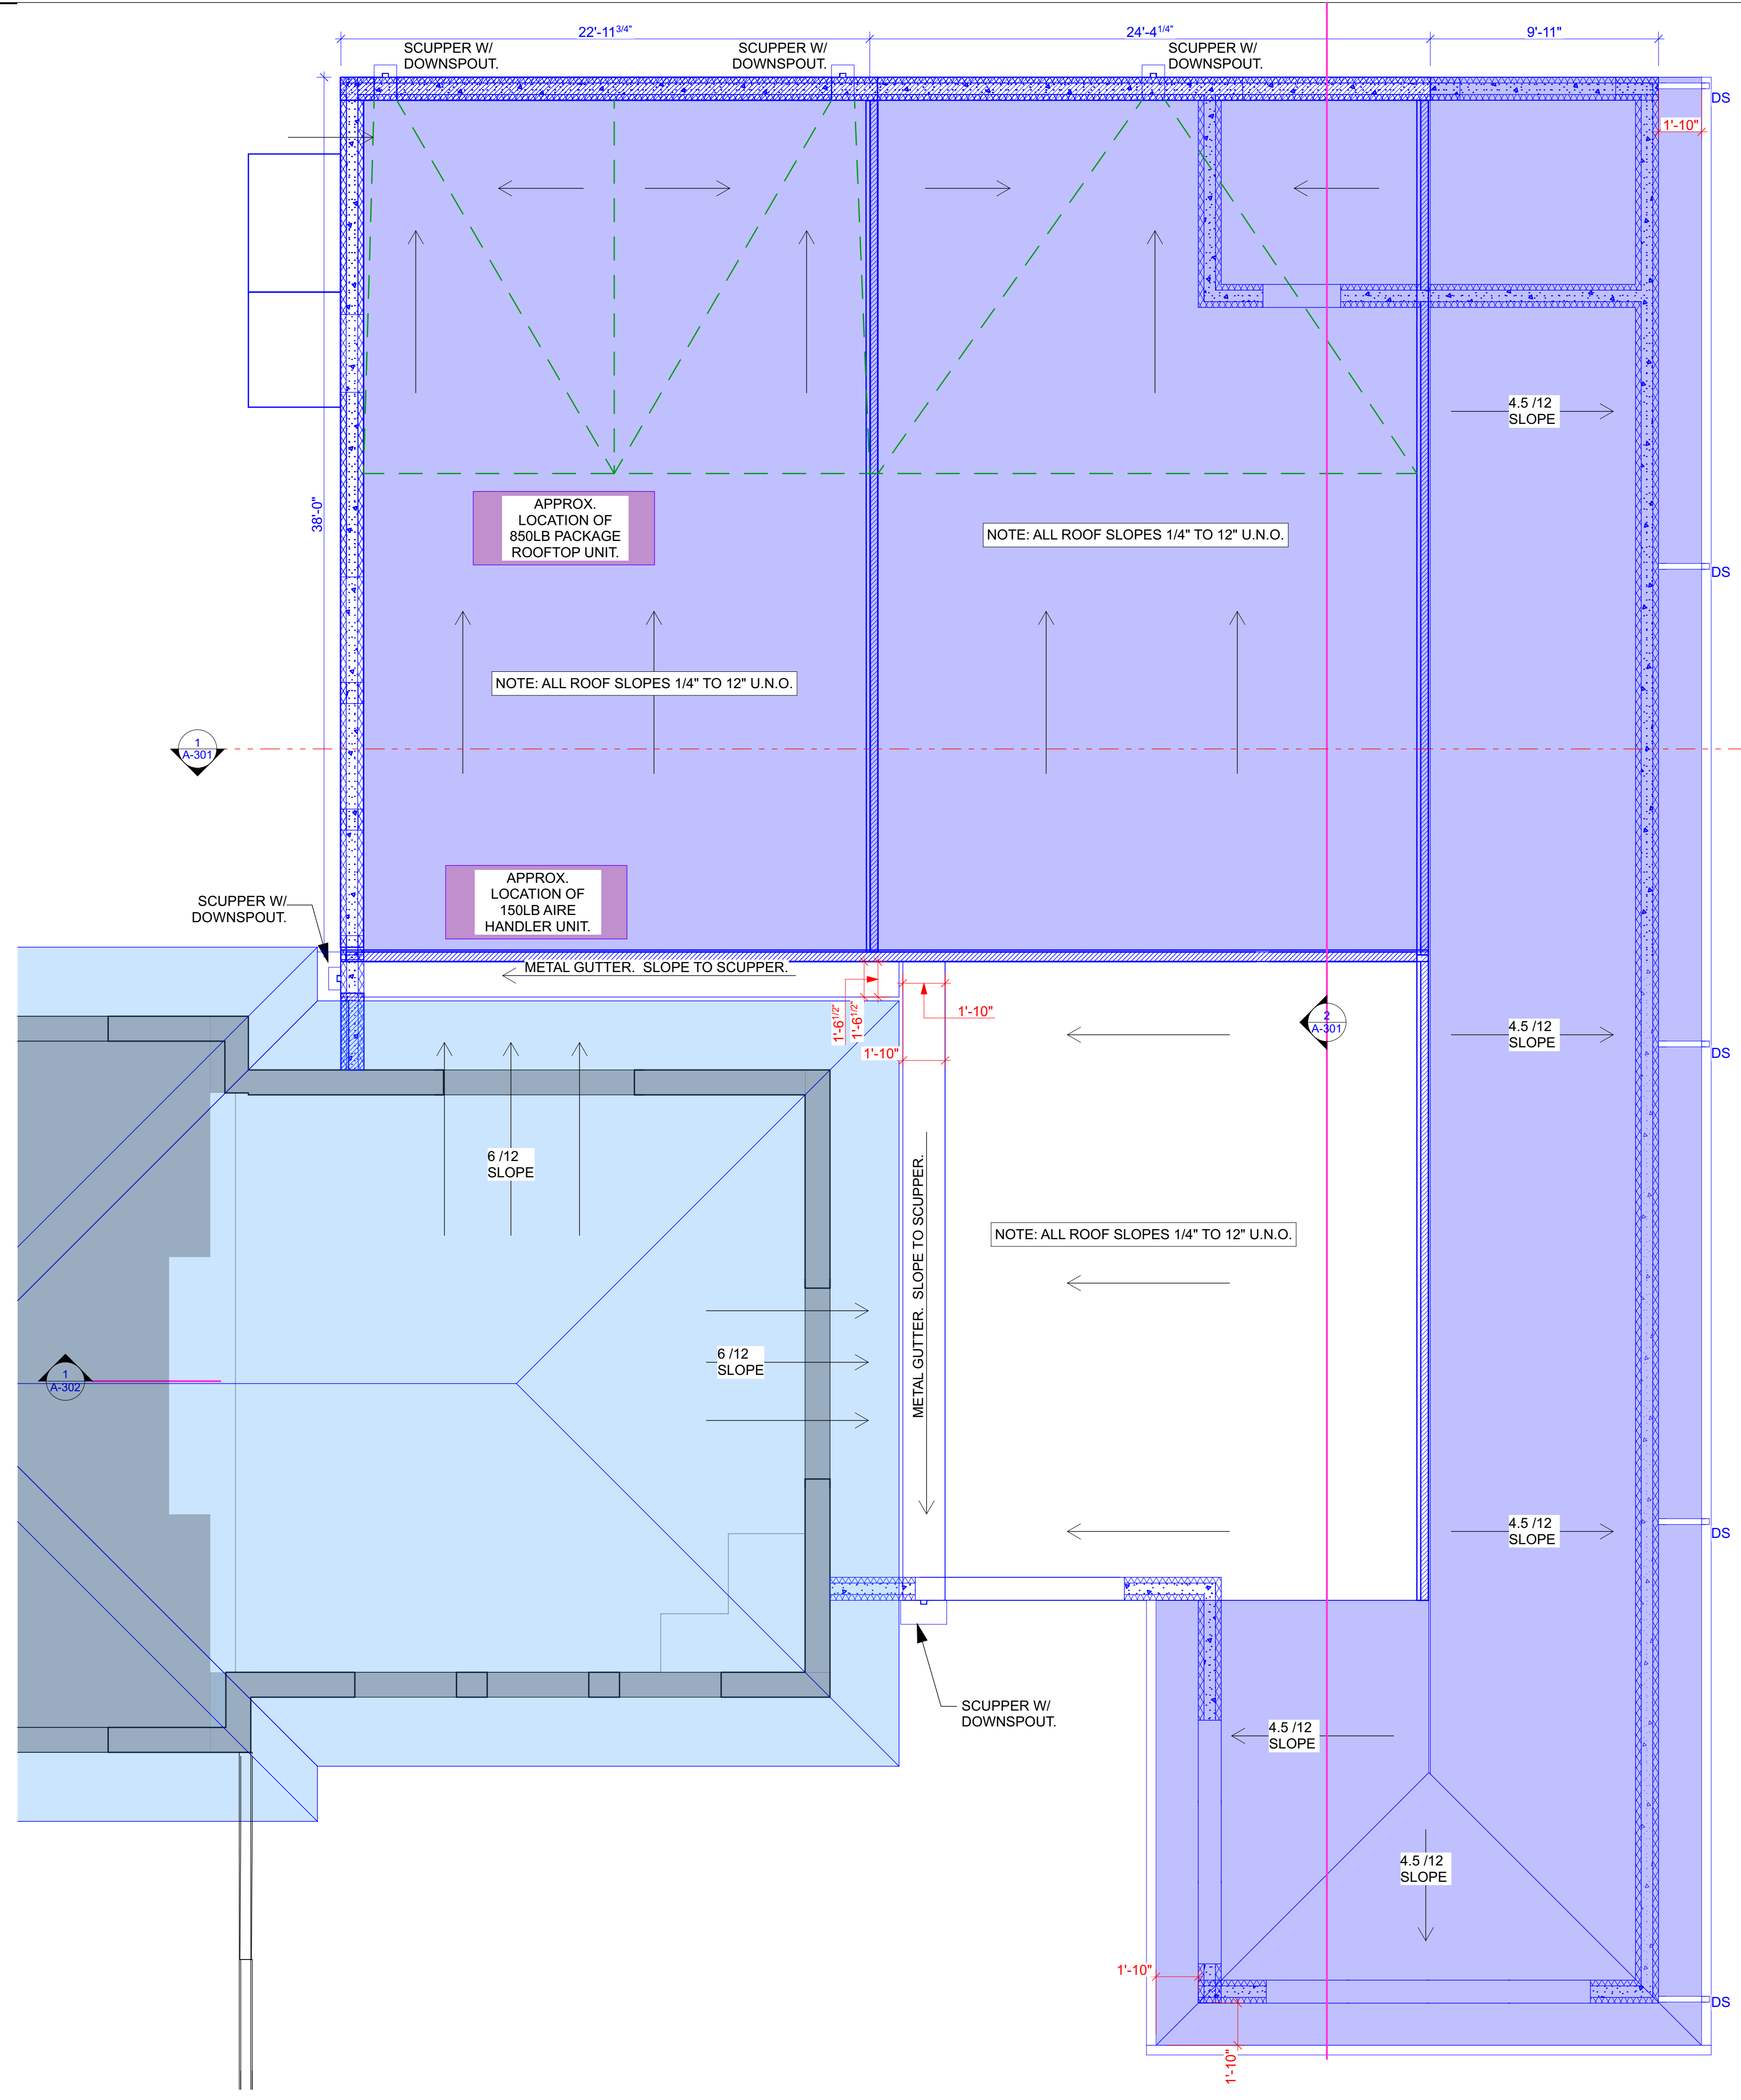 22'-11 3/4"
24'-4 1/4"
9'-11"
SCUPPER W/
DOWNSPOUT.
SCUPPER W/
DOWNSPOUT.
SCUPPER W/
DOWNSPOUT.
DS
1'-10"
4.5 /12
SLOPE
38'-0"
APPROX.
LOCATION OF
850LB PACKAGE
ROOFTOP UNIT.
NOTE: ALL ROOF SLOPES 1/4" TO 12" U.N.O.
DS
NOTE: ALL ROOF SLOPES 1/4" TO 12" U.N.O.
1
A-301
APPROX.
LOCATION OF
150LB AIRE
HANDLER UNIT.
SCUPPER W/
DOWNSPOUT.
METAL GUTTER. SLOPE TO SCUPPER.
1'-6 1/2"
1'-6 1/2"
1'-10"
1'-10"
2
A-301
4.5 /12
SLOPE
DS
6 /12
SLOPE
METAL GUTTER. SLOPE TO SCUPPER.
NOTE: ALL ROOF SLOPES 1/4" TO 12" U.N.O.
6 /12
SLOPE
1
A-302
4.5 /12
SLOPE
DS
SCUPPER W/
DOWNSPOUT.
4.5 /12
SLOPE
4.5 /12
SLOPE
1'-10"
DS
1'-10"